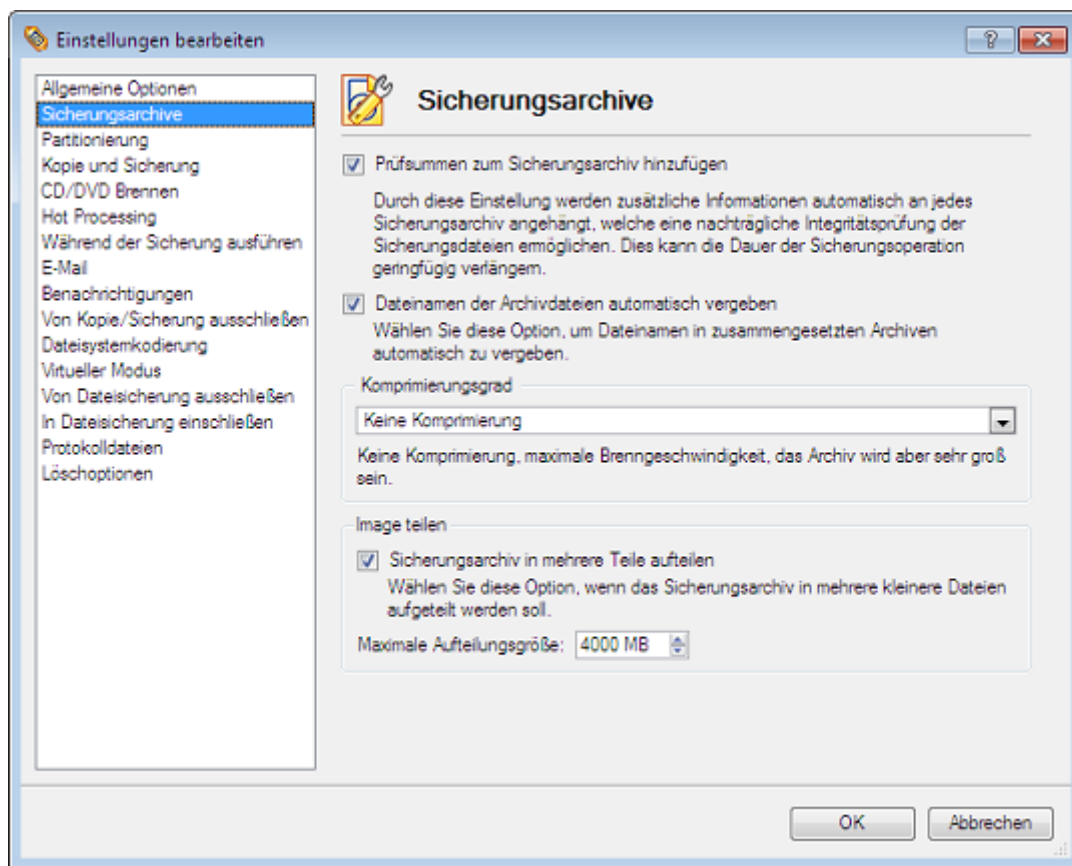 Einstellungen bearbeiten
Allgemeine Optionen
Sicherungsarchive
Partitionierung
Kopie und Sicherung
CD/DVD Brennen
Hot Processing
Während der Sicherung ausführen
E-Mail
Benachrichtigungen
Von Kopie/Sicherung ausschließen
Dateisystemkodierung
Virtueller Modus
Von Dateisicherung ausschließen
In Dateisicherung einschließen
Protokolldateien
Löschoptionen
Sicherungsarchive
Prüfsummen zum Sicherungsarchiv hinzufügen
Durch diese Einstellung werden zusätzliche Informationen automatisch an jedes
Sicherungsarchiv angehängt, welche eine nachträgliche Integritätsprüfung der
Sicherungsdateien ermöglichen. Dies kann die Dauer der Sicherungsoperation
geringfügig verlängern.
Dateinamen der Archivdateien automatisch vergeben
Wählen Sie diese Option, um Dateinamen in zusammengesetzten Archiven
automatisch zu vergeben.
Komprimierungsgrad
Keine Komprimierung
Keine Komprimierung, maximale Brenngeschwindigkeit, das Archiv wird aber sehr groß
sein.
Image teilen
Sicherungsarchiv in mehrere Teile aufteilen
Wählen Sie diese Option, wenn das Sicherungsarchiv in mehrere kleinere Dateien
aufgeteilt werden soll.
Maximale Aufteilungsgröße: 4000 MB
OK Abbrechen